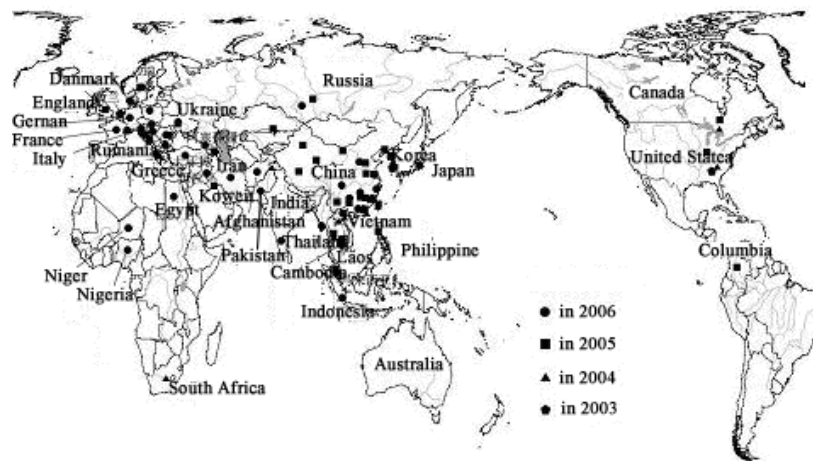 Danmark
Russia
Canada
England
Ukraine
Gernan
France
Korea
Italy
Rumania
United States
Japan
Iran
China
Greece
Kowen
India
Egypt
Vietnam
Afghanistan
Columbia
Pakistan
Thailand
Philippine
Laos
Niger
Cambodia
Nigeria
Indonesia
in 2006
in 2005
Australia
in 2004
South Africa
in 2003